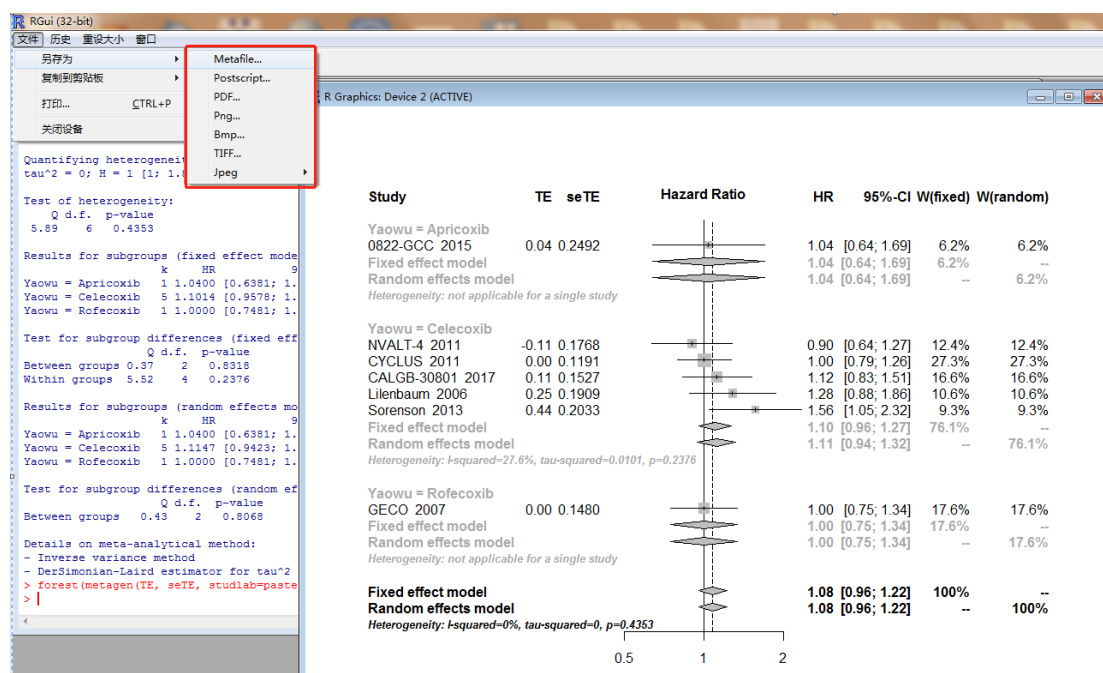 RGui (32-bit)
文件 历史 重设大小 窗口
另存为
复制到剪贴板
打印... CTRL+P
关闭设备
Metafile...
Postscript...
PDF...
Png...
Bmp...
TIFF...
Jpeg
Quantifying heterogeneit
tau^2 = 0; H = 1 [1; 1.8
Test of heterogeneity:
Q d.f. p-value
5.89 6 0.4353
Results for subgroups (fixed effect mode
k HR 9
Yaowu = Apricoxib 1 1.0400 [0.6381; 1.
Yaowu = Celecoxib 5 1.1014 [0.9578; 1.
Yaowu = Rofecoxib 1 1.0000 [0.7481; 1.
Test for subgroup differences (fixed eff
Q d.f. p-value
Between groups 0.37 2 0.8318
Within groups 5.52 4 0.2376
Results for subgroups (random effects mo
k HR 9
Yaowu = Apricoxib 1 1.0400 [0.6381; 1.
Yaowu = Celecoxib 5 1.1147 [0.9423; 1.
Yaowu = Rofecoxib 1 1.0000 [0.7481; 1.
Test for subgroup differences (random ef
Q d.f. p-value
Between groups 0.43 2 0.8068
Details on meta-analytical method:
- Inverse variance method
- DerSimonian-Laird estimator for tau^2
> forest(metagen(TE, seTE, studlab=paste
>
R Graphics: Device 2 (ACTIVE)
Study TE seTE Hazard Ratio HR 95%-CI W(fixed) W(random)
Yaowu = Apricoxib
0822-GCC 2015 0.04 0.2492 1.04 [0.64; 1.69] 6.2% 6.2%
Fixed effect model 1.04 [0.64; 1.69] 6.2% --
Random effects model 1.04 [0.64; 1.69] -- 6.2%
Heterogeneity: not applicable for a single study
Yaowu = Celecoxib
NVALT-4 2011 -0.11 0.1768 0.90 [0.64; 1.27] 12.4% 12.4%
CYCLUS 2011 0.00 0.1191 1.00 [0.79; 1.26] 27.3% 27.3%
CALGB-30801 2017 0.11 0.1527 1.12 [0.83; 1.51] 16.6% 16.6%
Lilenbaum 2006 0.25 0.1909 1.28 [0.88; 1.86] 10.6% 10.6%
Sorenson 2013 0.44 0.2033 1.56 [1.05; 2.32] 9.3% 9.3%
Fixed effect model 1.10 [0.96; 1.27] 76.1% --
Random effects model 1.11 [0.94; 1.32] -- 76.1%
Heterogeneity: I-squared=27.6%, tau-squared=0.0101, p=0.2376
Yaowu = Rofecoxib
GECO 2007 0.00 0.1480 1.00 [0.75; 1.34] 17.6% 17.6%
Fixed effect model 1.00 [0.75; 1.34] 17.6% --
Random effects model 1.00 [0.75; 1.34] -- 17.6%
Heterogeneity: not applicable for a single study
Fixed effect model 1.08 [0.96; 1.22] 100% --
Random effects model 1.08 [0.96; 1.22] -- 100%
Heterogeneity: I-squared=0%, tau-squared=0, p=0.4353
0.5 1 2